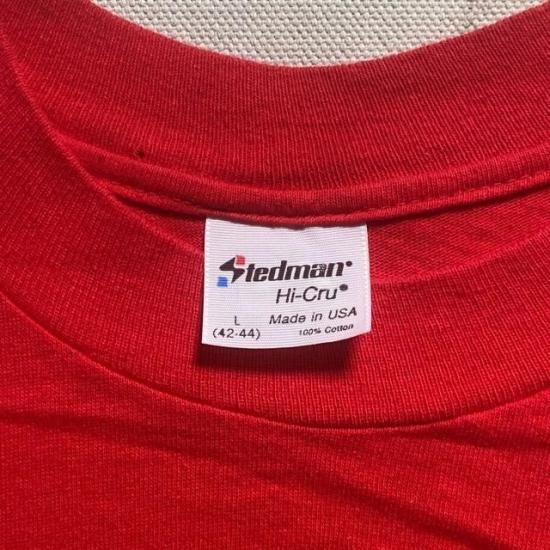 Stedman®
Hi-Cru®
L Made in USA
(42-44) 100% Cotton